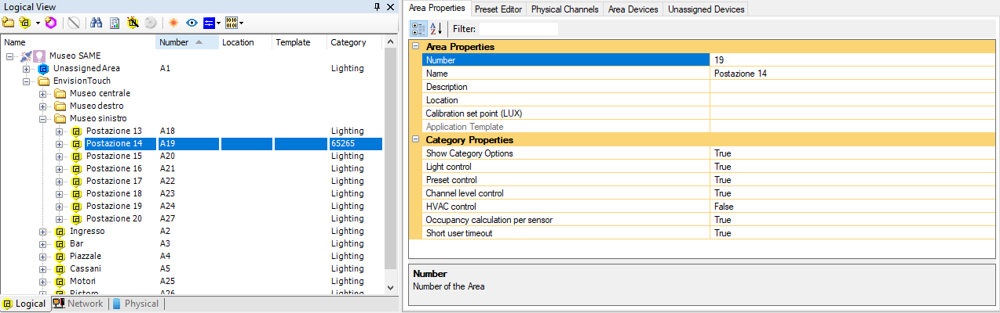 Logical View
Name Number Location Template Category
Museo SAME
Unassigned Area A1 Lighting
EnvisionTouch
Museo centrale
Museo destro
Museo sinistro
Postazione 13 A18 Lighting
Postazione 14 A19 65265
Postazione 15 A20 Lighting
Postazione 16 A21 Lighting
Postazione 17 A22 Lighting
Postazione 18 A23 Lighting
Postazione 19 A24 Lighting
Postazione 20 A27 Lighting
Ingresso A2 Lighting
Bar A3 Lighting
Piazzale A4 Lighting
Cassani A5 Lighting
Motori A25 Lighting
Ristoro A26 Lighting
Logical Network Physical
Area Properties Preset Editor Physical Channels Area Devices Unassigned Devices
Filter:
Area Properties
Number 19
Name Postazione 14
Description
Location
Calibration set point (LUX)
Application Template
Category Properties
Show Category Options True
Light control True
Preset control True
Channel level control True
HVAC control False
Occupancy calculation per sensor True
Short user timeout True
Number
Number of the Area